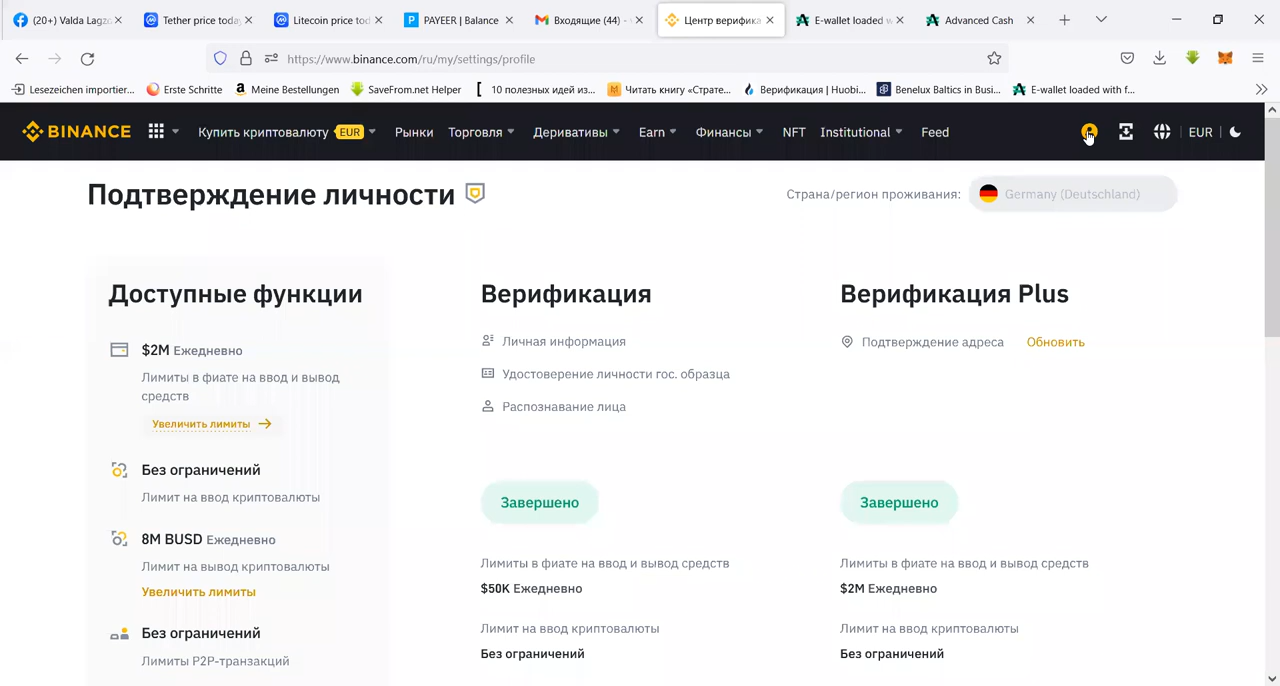 (20+) Valda Lagzd
Tether price today
Litecoin price tod
PAYEER | Balance
Входящие (44) -
Центр верифика
E-wallet loaded w
Advanced Cash
https://www.binance.com/ru/my/settings/profile
Lesezeichen importier...
Erste Schritte
Meine Bestellungen
SaveFrom.net Helper
10 полезных идей из...
Читать книгу «Страте...
Верификация | Huobi...
Benelux Baltics in Busi...
E-wallet loaded with f...
BINANCE
Купить криптовалюту EUR
Рынки
Торговля
Деривативы
Earn
Финансы
NFT
Institutional
Feed
EUR
Подтверждение личности
Страна/регион проживания:
Germany (Deutschland)
Доступные функции
$2M Ежедневно
Лимиты в фиате на ввод и вывод
средств
Увеличить лимиты
Без ограничений
Лимит на ввод криптовалюты
8M BUSD Ежедневно
Лимит на вывод криптовалюты
Увеличить лимиты
Без ограничений
Лимиты P2P-транзакций
Верификация
Личная информация
Удостоверение личности гос. образца
Распознавание лица
Завершено
Лимиты в фиате на ввод и вывод средств
$50K Ежедневно
Лимит на ввод криптовалюты
Без ограничений
Верификация Plus
Подтверждение адреса
Обновить
Завершено
Лимиты в фиате на ввод и вывод средств
$2M Ежедневно
Лимит на ввод криптовалюты
Без ограничений